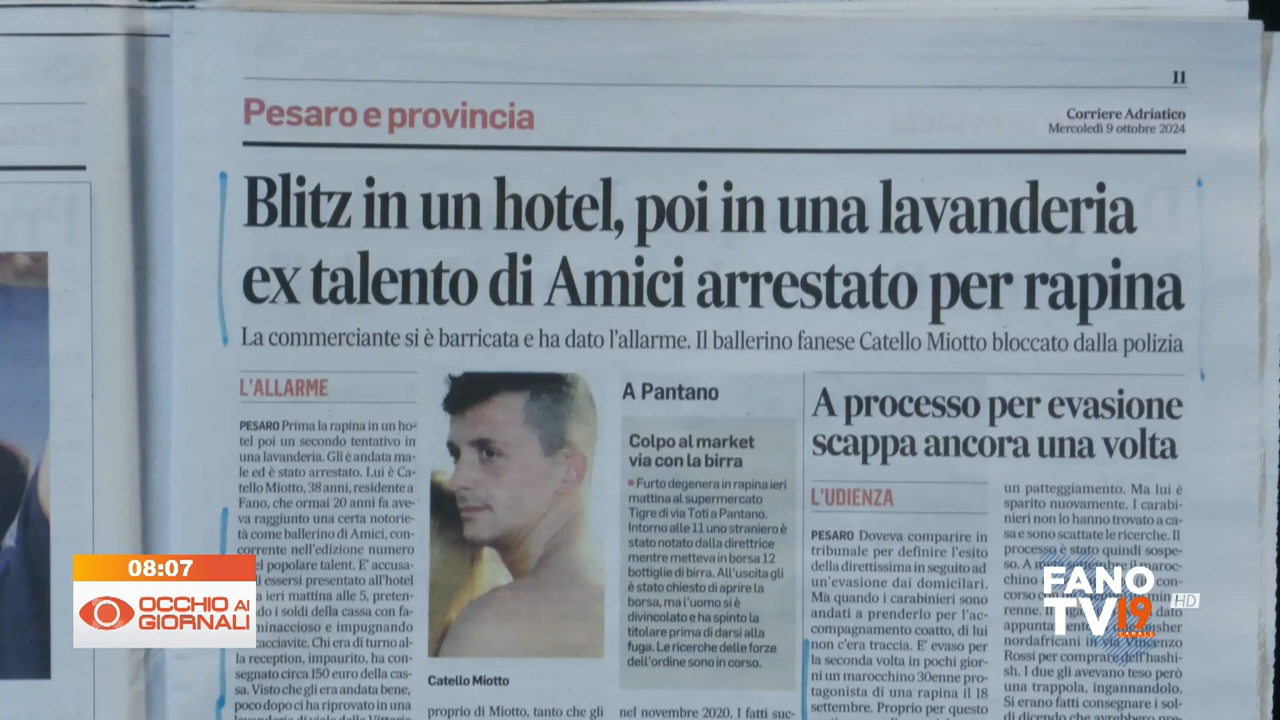 11
Pesaro e provincia
Corriere Adriatico
Mercoledì 9 ottobre 2024
Blitz in un hotel, poi in una lavanderia
ex talento di Amici arrestato per rapina
La commerciante si è barricata e ha dato l'allarme. Il ballerino fanese Catello Miotto bloccato dalla polizia
L'ALLARME
PESARO Prima la rapina in un ho-
tel poi un secondo tentativo in
una lavanderia. Gli è andata ma-
le ed è stato arrestato. Lui è Ca-
tello Miotto, 38 anni, residente a
Fano, che ormai 20 anni fa ave-
va raggiunto una certa notorie-
tà come ballerino di Amici, con-
corrente nell'edizione numero
popolare talent. E' accusa-
essersi presentato all'hotel
ieri mattina alle 5, preten-
i soldi della cassa con fa-
minaccioso e impugnando
cacciavite. Chi era di turno al-
la reception, impaurito, ha con-
segnato circa 150 euro della cas-
sa. Visto che gli era andata bene,
poco dopo ci ha riprovato in una
lavanderia di viale della Vittoria
Catello Miotto
proprio di Miotto, tanto che gli
A Pantano
Colpo al market
via con la birra
• Furto degenera in rapina ieri
mattina al supermercato
Tigre di via Toti a Pantano.
Intorno alle 11 uno straniero è
stato notato dalla direttrice
mentre metteva in borsa 12
bottiglie di birra. All'uscita gli
è stato chiesto di aprire la
borsa, ma l'uomo si è
divincolato e ha spinto la
titolare prima di darsi alla
fuga. Le ricerche delle forze
dell'ordine sono in corso.
nel novembre 2020. I fatti suc-
A processo per evasione
scappa ancora una volta
L'UDIENZA
PESARO Doveva comparire in
tribunale per definire l'esito
della direttissima in seguito ad
un'evasione dai domiciliari.
Ma quando i carabinieri sono
andati a prenderlo per l'ac-
compagnamento coatto, di lui
non c'era traccia. E' evaso per
la seconda volta in pochi gior-
ni un marocchino 30enne pro-
tagonista di una rapina il 18
settembre. Proprio per questo
un patteggiamento. Ma lui è
sparito nuovamente. I carabi-
nieri non lo hanno trovato a ca-
sa e sono scattate le ricerche. Il
processo è stato quindi sospe-
so. A
chino
corso
renne.
appuntamento
nordafricani in via Vincenzo
Rossi per comprare dell'hashi-
sh. I due gli avevano teso però
una trappola, ingannandolo.
Si erano fatti consegnare i sol-
di dicendo che avrebbero
08:07
OCCHIO AI
GIORNALI
FANO
TV19
HD